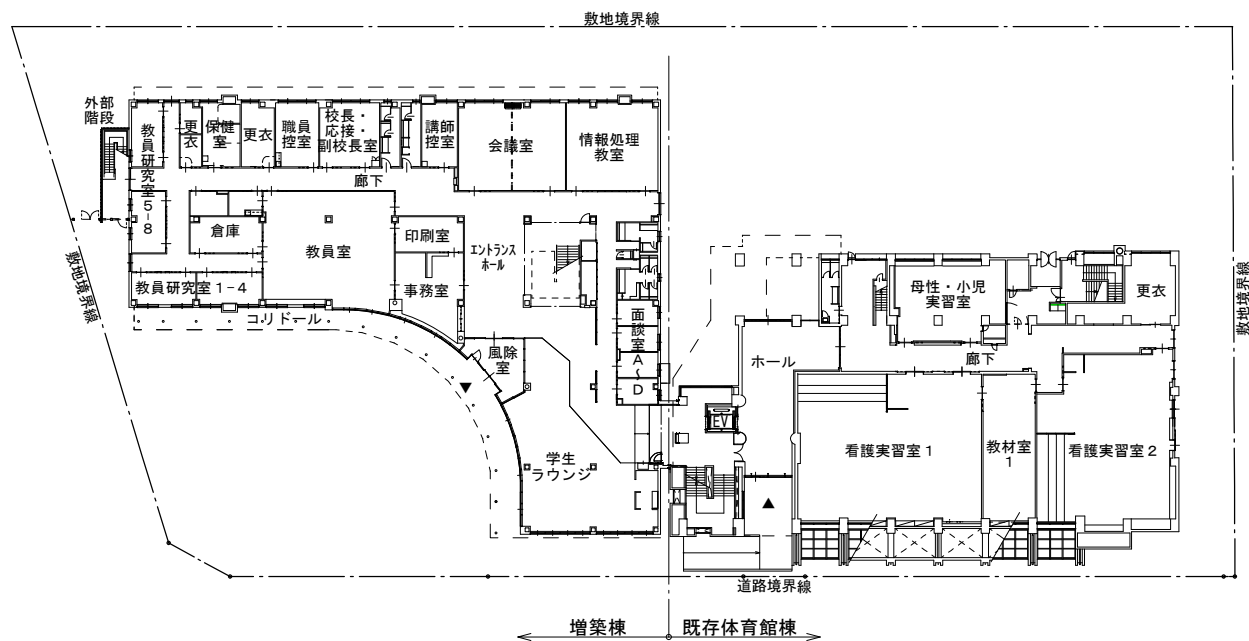 敷地境界線
外部
階段
教員研究室5-8
更衣
保健
室
更衣
職員
控室
校長・
応接・
副校長室
講師
控室
会議室
情報処理
教室
廊下
倉庫
教員室
印刷室
エントランス
ホール
事務室
教員研究室1-4
コリドール
風除
室
面談室
A～D
学生
ラウンジ
敷地境界線
EV
ホール
母性・小児
実習室
更衣
廊下
看護実習室1
教材室
1
看護実習室2
敷地境界線
道路境界線
増築棟
既存体育館棟